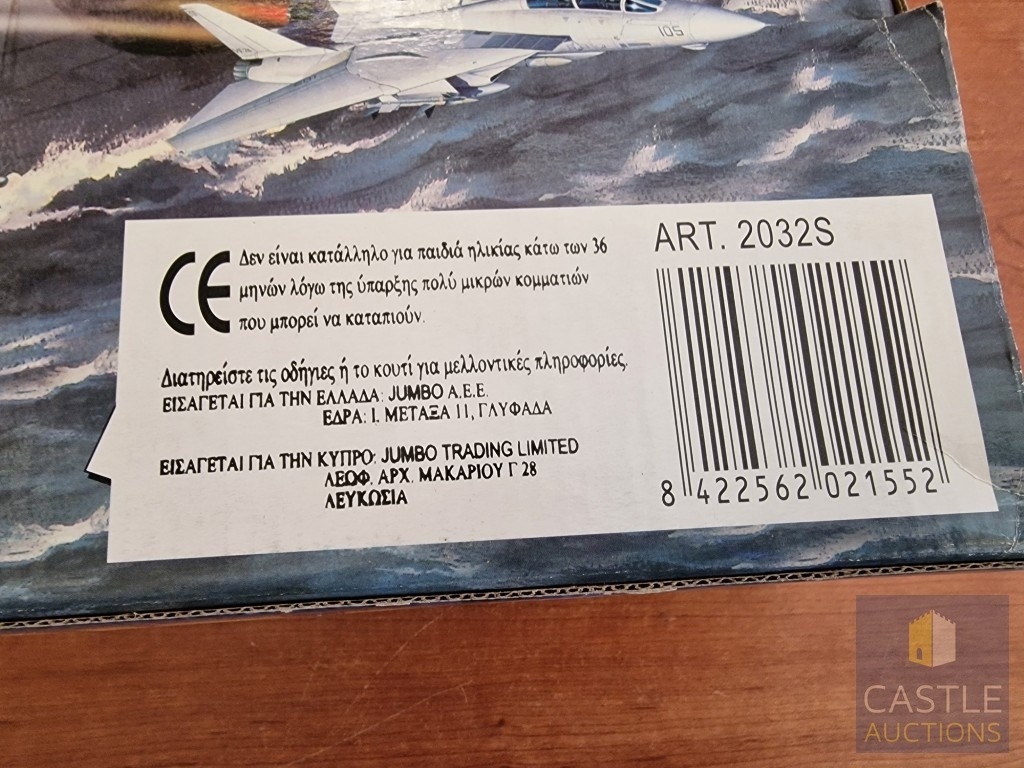 105
CE
Δεν είναι κατάλληλο για παιδιά ηλικίας κάτω των 36
μηνών λόγω της ύπαρξης πολύ μικρών κομματιών
που μπορεί να καταπιούν.
Διατηρείστε τις οδήγιες ή το κουτί για μελλοντικές πληροφορίες.
ΕΙΣΑΓΕΤΑΙ ΓΙΑ ΤΗΝ ΕΛΛΑΔΑ: JUMBO A.E.E.
ΕΔΡΑ: Ι. ΜΕΤΑΞΑ 11, ΓΛΥΦΑΔΑ
ΕΙΣΑΓΕΤΑΙ ΓΙΑ ΤΗΝ ΚΥΠΡΟ: JUMBO TRADING LIMITED
ΛΕΩΦ. ΑΡΧ. ΜΑΚΑΡΙΟΥ Γ 28
ΛΕΥΚΩΣΙΑ
ART. 2032S
8 422562 021552
CASTLE
AUCTIONS